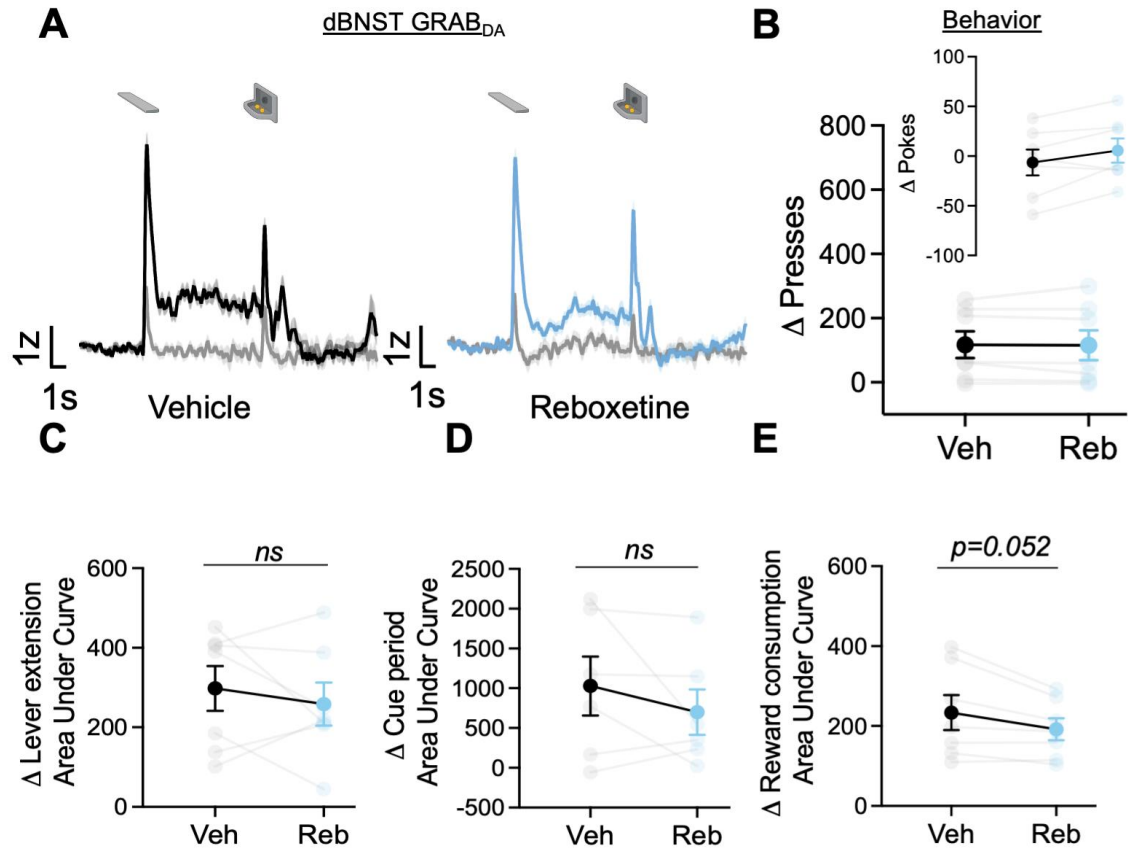 A
dBNST GRABDA
1z
1s
Vehicle
1z
1s
Reboxetine
B
Behavior
Δ Presses
800
600
400
200
0
Δ Pokes
100
50
0
-50
-100
Veh Reb
C
Δ Lever extension
Area Under Curve
600
400
200
0
ns
Veh Reb
D
Δ Cue period
Area Under Curve
2500
2000
1500
1000
500
0
-500
ns
Veh Reb
E
Δ Reward consumption
Area Under Curve
600
400
200
0
p=0.052
Veh Reb